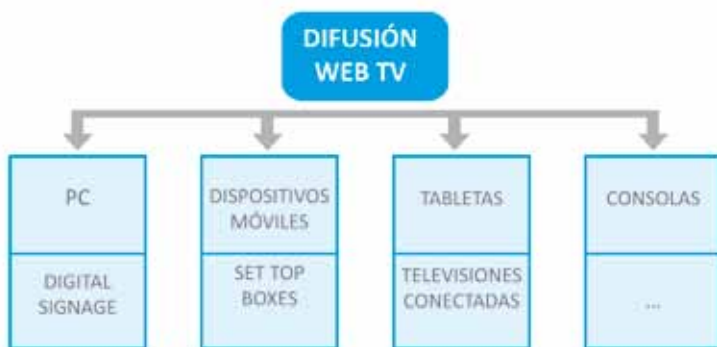 DIFUSIÓN
WEB TV
PC
DISPOSITIVOS
MÓVILES
TABLETAS
CONSOLAS
DIGITAL
SIGNAGE
SET TOP
BOXES
TELEVISIONES
CONECTADAS
...